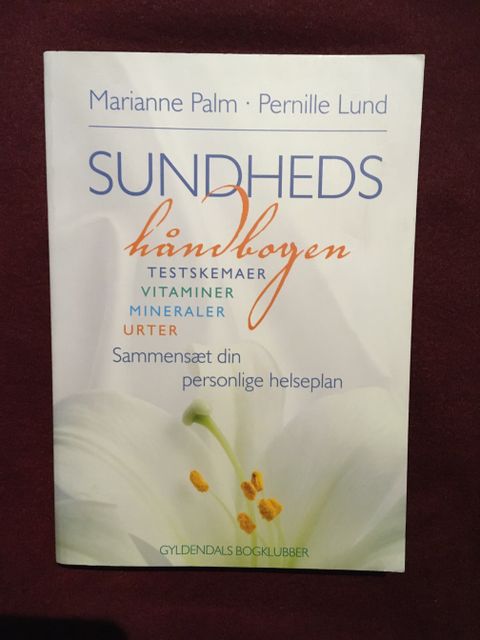 Marianne Palm · Pernille Lund
SUNDHEDS
håndbogen
TESTSKEMAER
VITAMINER
MINERALER
URTER
Sammensæt din
personlige helseplan
GYLDENDALS BOGKLUBBER